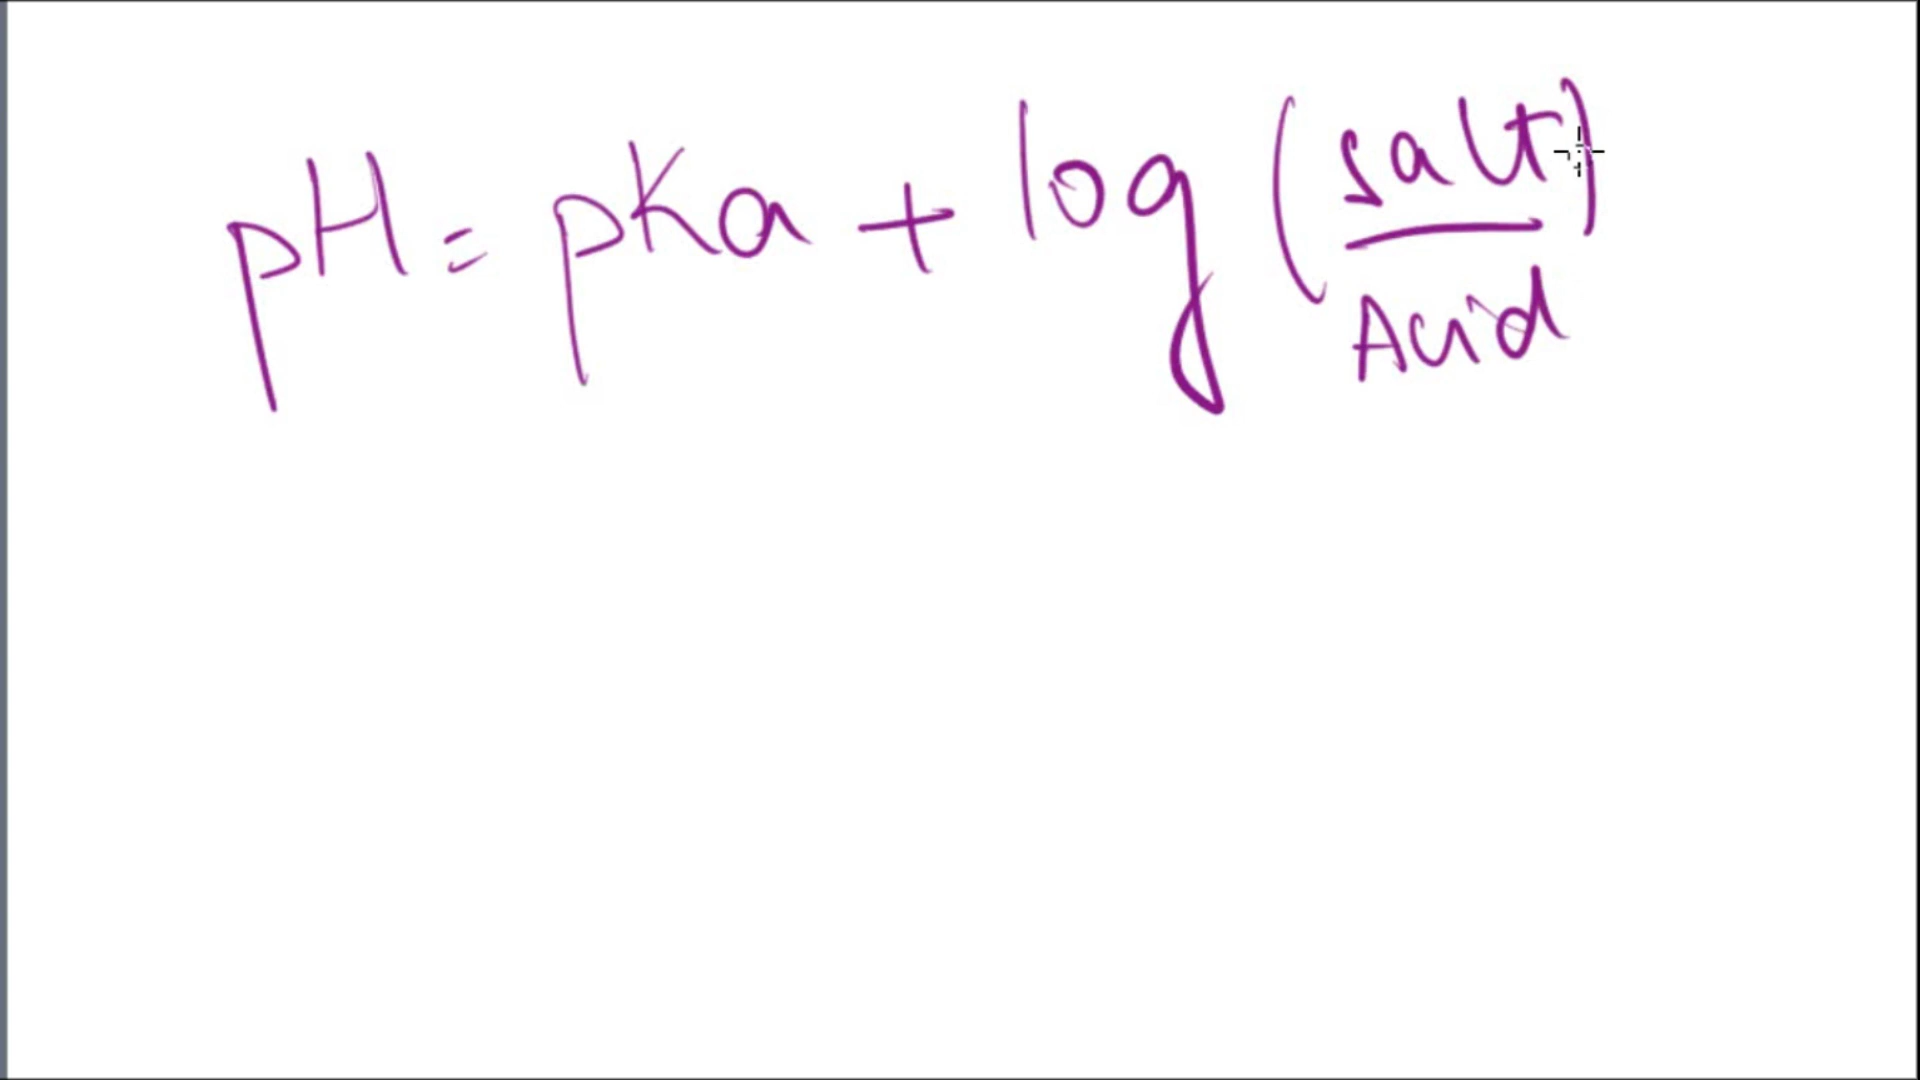 pH = pKa + log (salt/Acid)